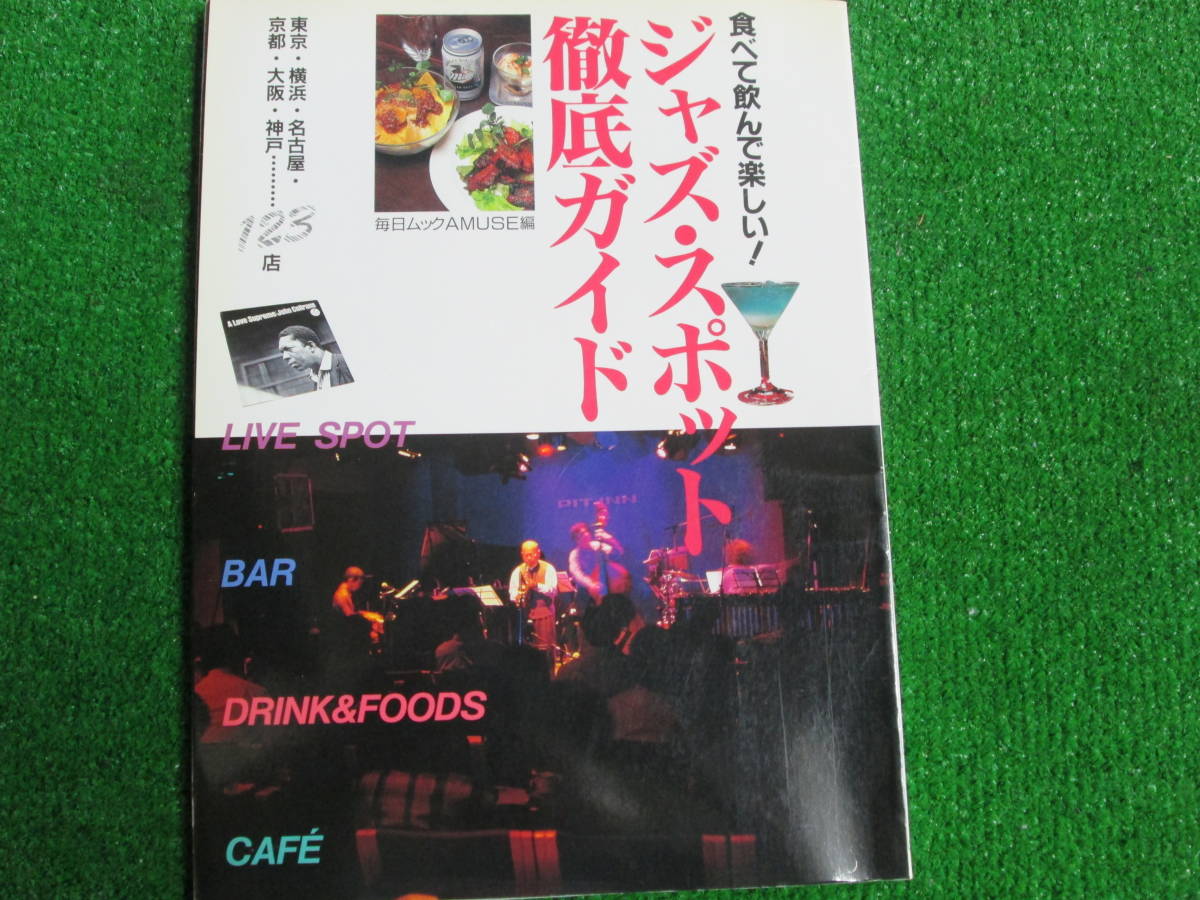 食べて飲んで楽しい!
ジャズ・スポット
徹底ガイド
毎日ムックAMUSE編
東京・横浜・名古屋・
京都・大阪・神戸…………
123
店
A Love Supreme/John Coltrane
LIVE SPOT
PIT INN
BAR
DRINK&FOODS
CAFÉ